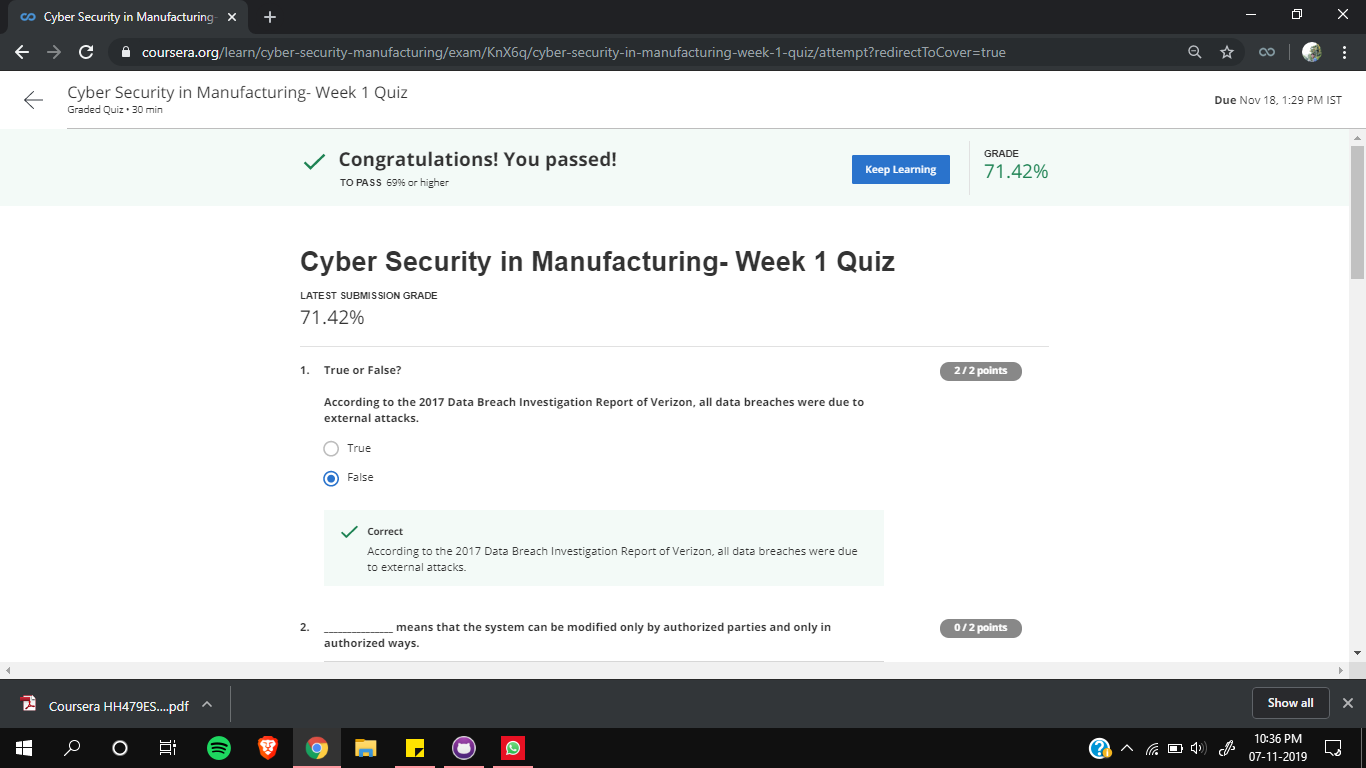 Cyber Security in Manufacturing-
coursera.org/learn/cyber-security-manufacturing/exam/KnX6q/cyber-security-in-manufacturing-week-1-quiz/attempt?redirectToCover=true
Cyber Security in Manufacturing- Week 1 Quiz
Graded Quiz • 30 min
Due Nov 18, 1:29 PM IST
Congratulations! You passed!
TO PASS 69% or higher
Keep Learning
GRADE
71.42%
Cyber Security in Manufacturing- Week 1 Quiz
LATEST SUBMISSION GRADE
71.42%
1. True or False?
2 / 2 points
According to the 2017 Data Breach Investigation Report of Verizon, all data breaches were due to
external attacks.
True
False
Correct
According to the 2017 Data Breach Investigation Report of Verizon, all data breaches were due
to external attacks.
2. ______________ means that the system can be modified only by authorized parties and only in
authorized ways.
0 / 2 points
Coursera HH479ES....pdf
Show all
10:36 PM
07-11-2019